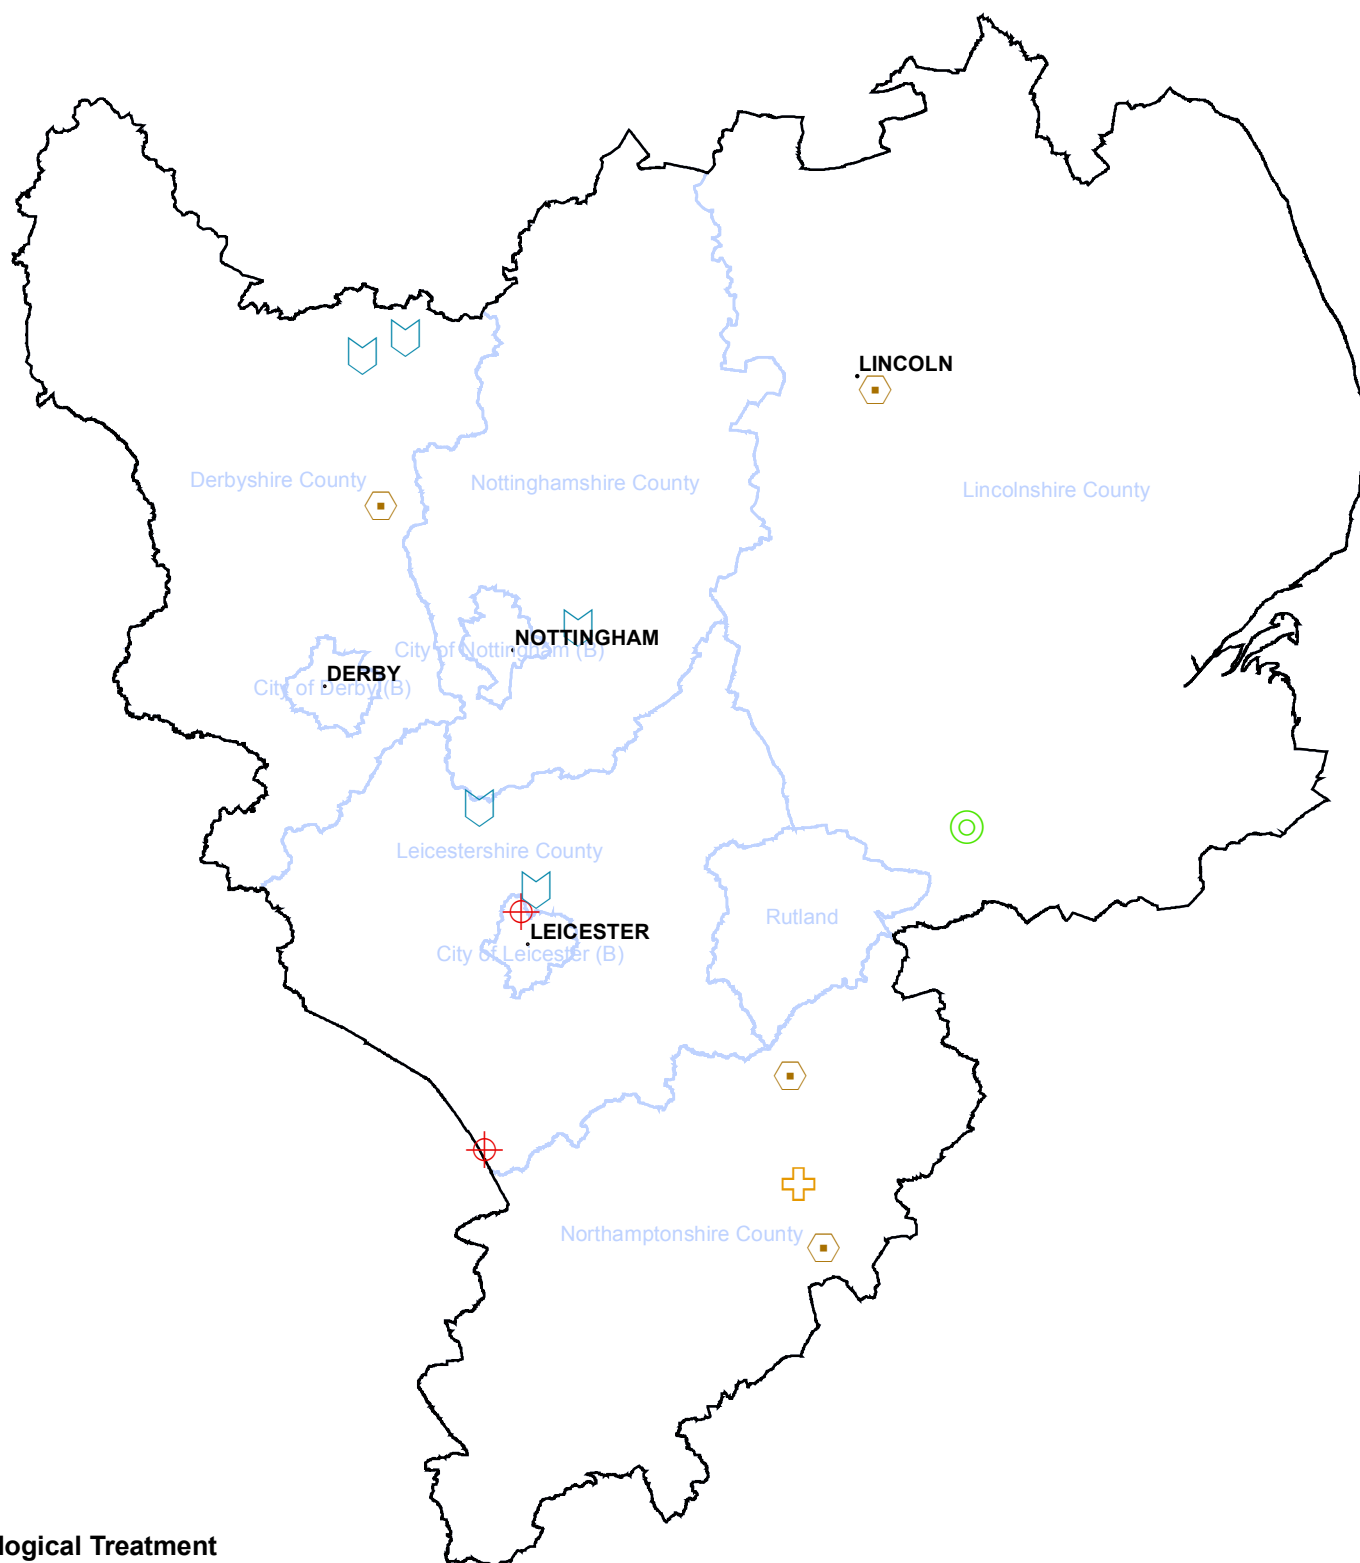 LINCOLN
Derbyshire County
Nottinghamshire County
Lincolnshire County
NOTTINGHAM
City of Nottingham (B)
DERBY
City of Derby (B)
Leicestershire County
Rutland
LEICESTER
City of Leicester (B)
Northamptonshire County
logical Treatment